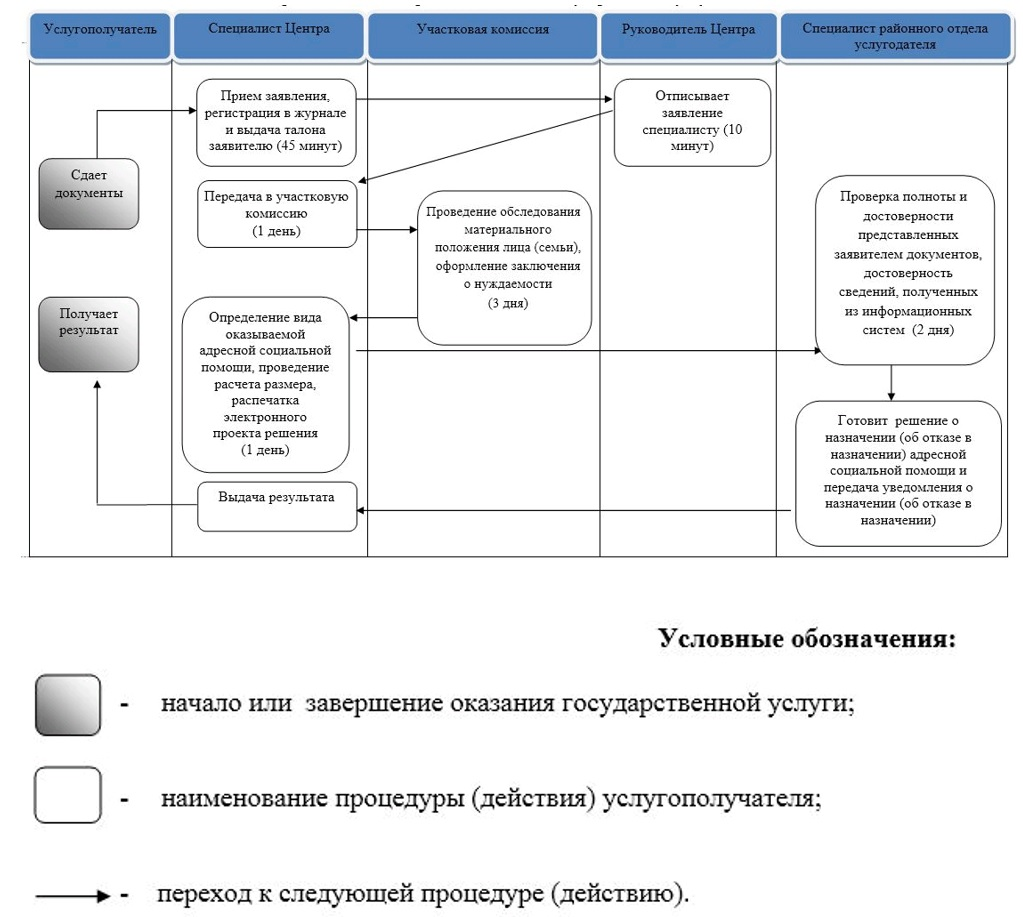 Услугополучатель
Специалист Центра
Участковая комиссия
Руководитель Центра
Специалист районного отдела
услугодателя
Сдает
документы
Прием заявления,
регистрация в журнале
и выдача талона
заявителю (45 минут)
Отписывает
заявление
специалисту (10
минут)
Передача в участковую
комиссию
(1 день)
Проведение обследования
материального
положения лица (семьи),
оформление заключения
о нуждаемости
(3 дня)
Проверка полноты и
достоверности
представленных
заявителем документов,
достоверность
сведений, полученных
из информационных
систем (2 дня)
Получает
результат
Определение вида
оказываемой
адресной социальной
помощи, проведение
расчета размера,
распечатка
электронного
проекта решения
(1 день)
Готовит решение о
назначении (об отказе в
назначении) адресной
социальной помощи и
передача уведомления о
назначении (об отказе в
назначении)
Выдача результата
Условные обозначения:
- начало или завершение оказания государственной услуги;
- наименование процедуры (действия) услугополучателя;
- переход к следующей процедуре (действию).